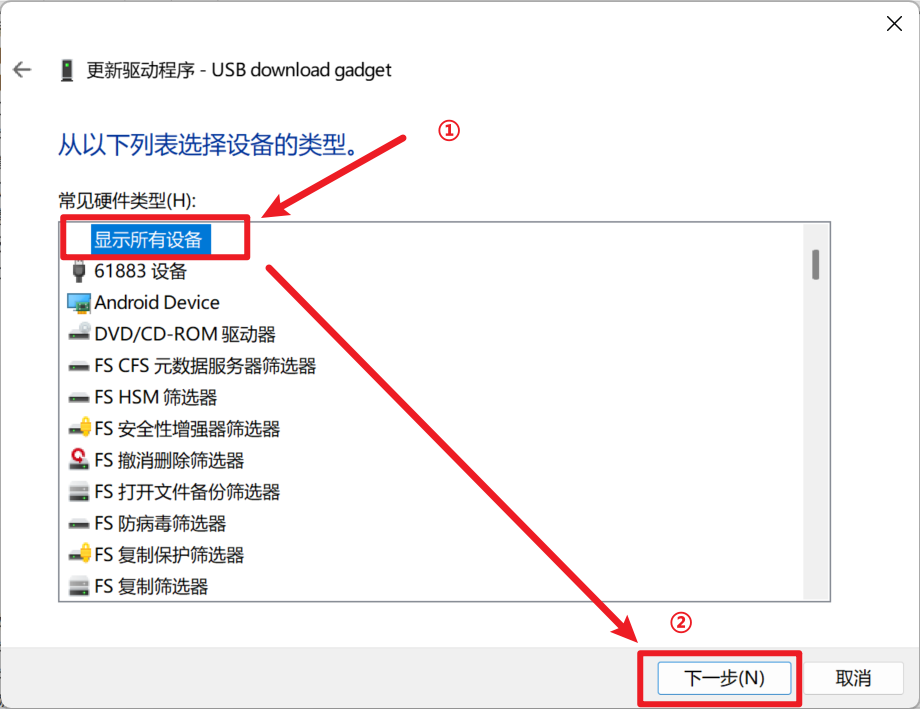 更新驱动程序 - USB download gadget
①
从以下列表选择设备的类型。
常见硬件类型(H):
显示所有设备
61883 设备
Android Device
DVD/CD-ROM 驱动器
FS CFS 元数据服务器筛选器
FS HSM 筛选器
FS 安全性增强器筛选器
FS 撤消删除筛选器
FS 打开文件备份筛选器
FS 防病毒筛选器
FS 复制保护筛选器
FS 复制筛选器
②
下一步(N)
取消